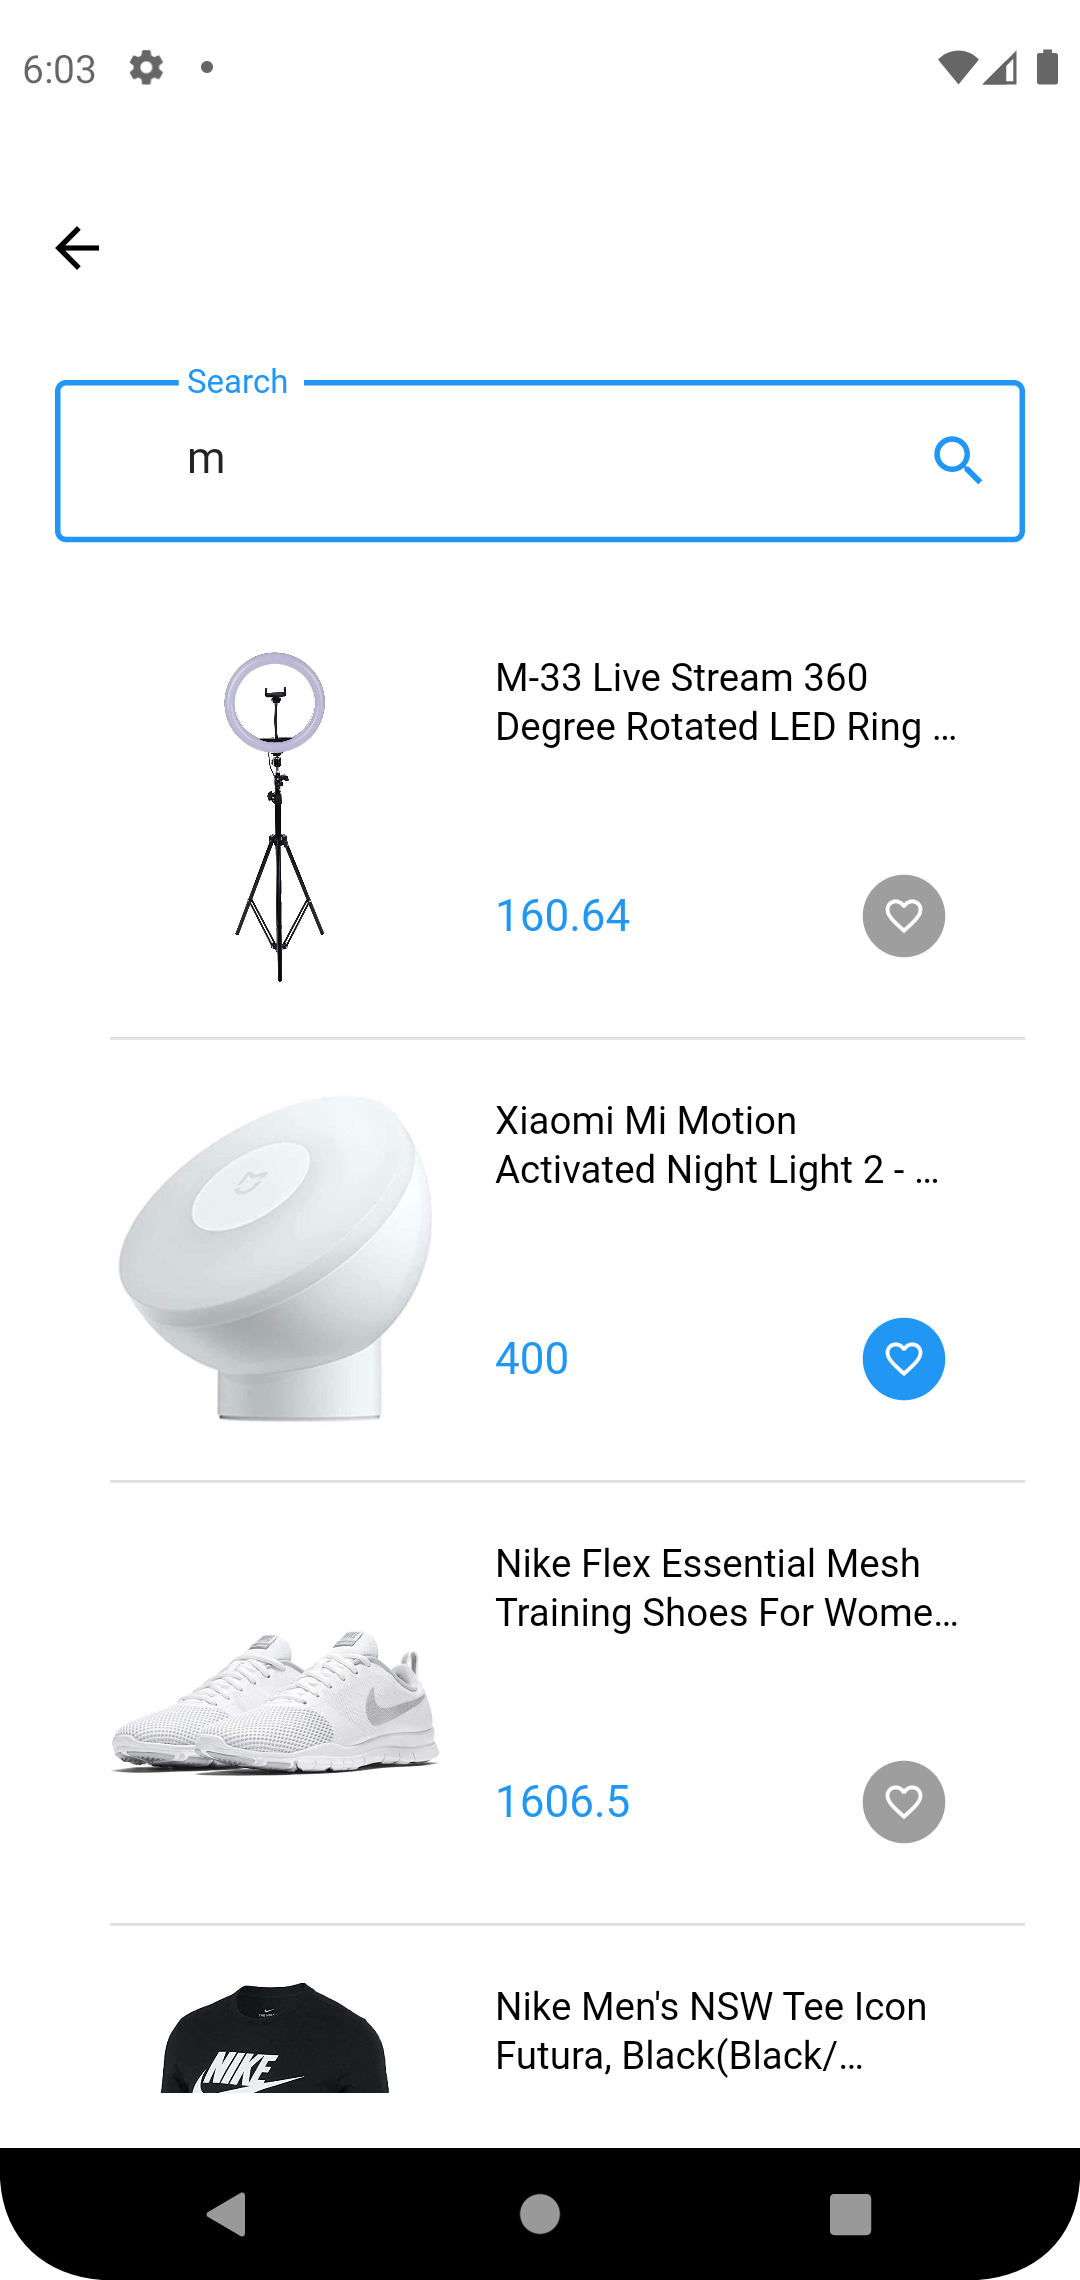 6:03
Search
m
M-33 Live Stream 360
Degree Rotated LED Ring …
160.64
Xiaomi Mi Motion
Activated Night Light 2 - …
400
Nike Flex Essential Mesh
Training Shoes For Wome…
1606.5
Nike Men's NSW Tee Icon
Futura, Black(Black/…
NIKE